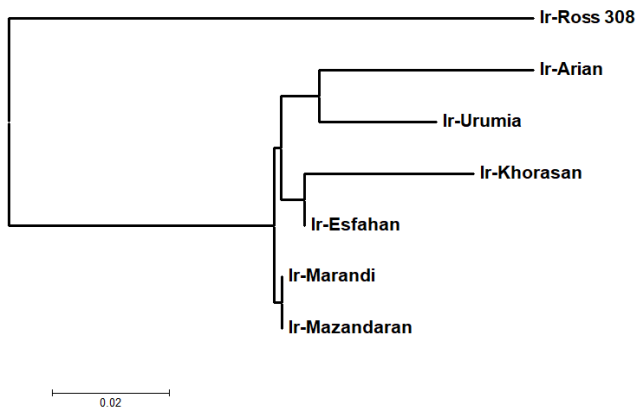 Ir-Ross 308
Ir-Arian
Ir-Urumia
Ir-Khorasan
Ir-Esfahan
Ir-Marandi
Ir-Mazandaran
0.02